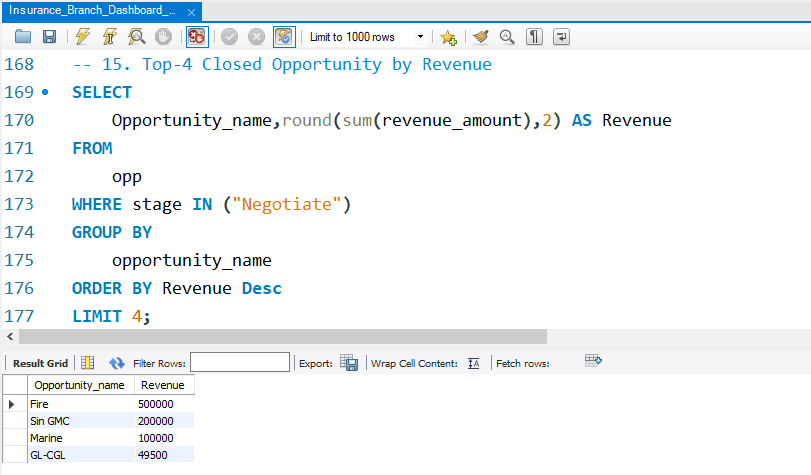 Insurance_Branch_Dashboard_...
Limit to 1000 rows
168 -- 15. Top-4 Closed Opportunity by Revenue
169 SELECT
170 Opportunity_name,round(sum(revenue_amount),2) AS Revenue
171 FROM
172 opp
173 WHERE stage IN ("Negotiate")
174 GROUP BY
175 opportunity_name
176 ORDER BY Revenue Desc
177 LIMIT 4;
Result Grid Filter Rows: Export: Wrap Cell Content: Fetch rows:
Opportunity_name Revenue
Fire 500000
Sin GMC 200000
Marine 100000
GL-CGL 49500